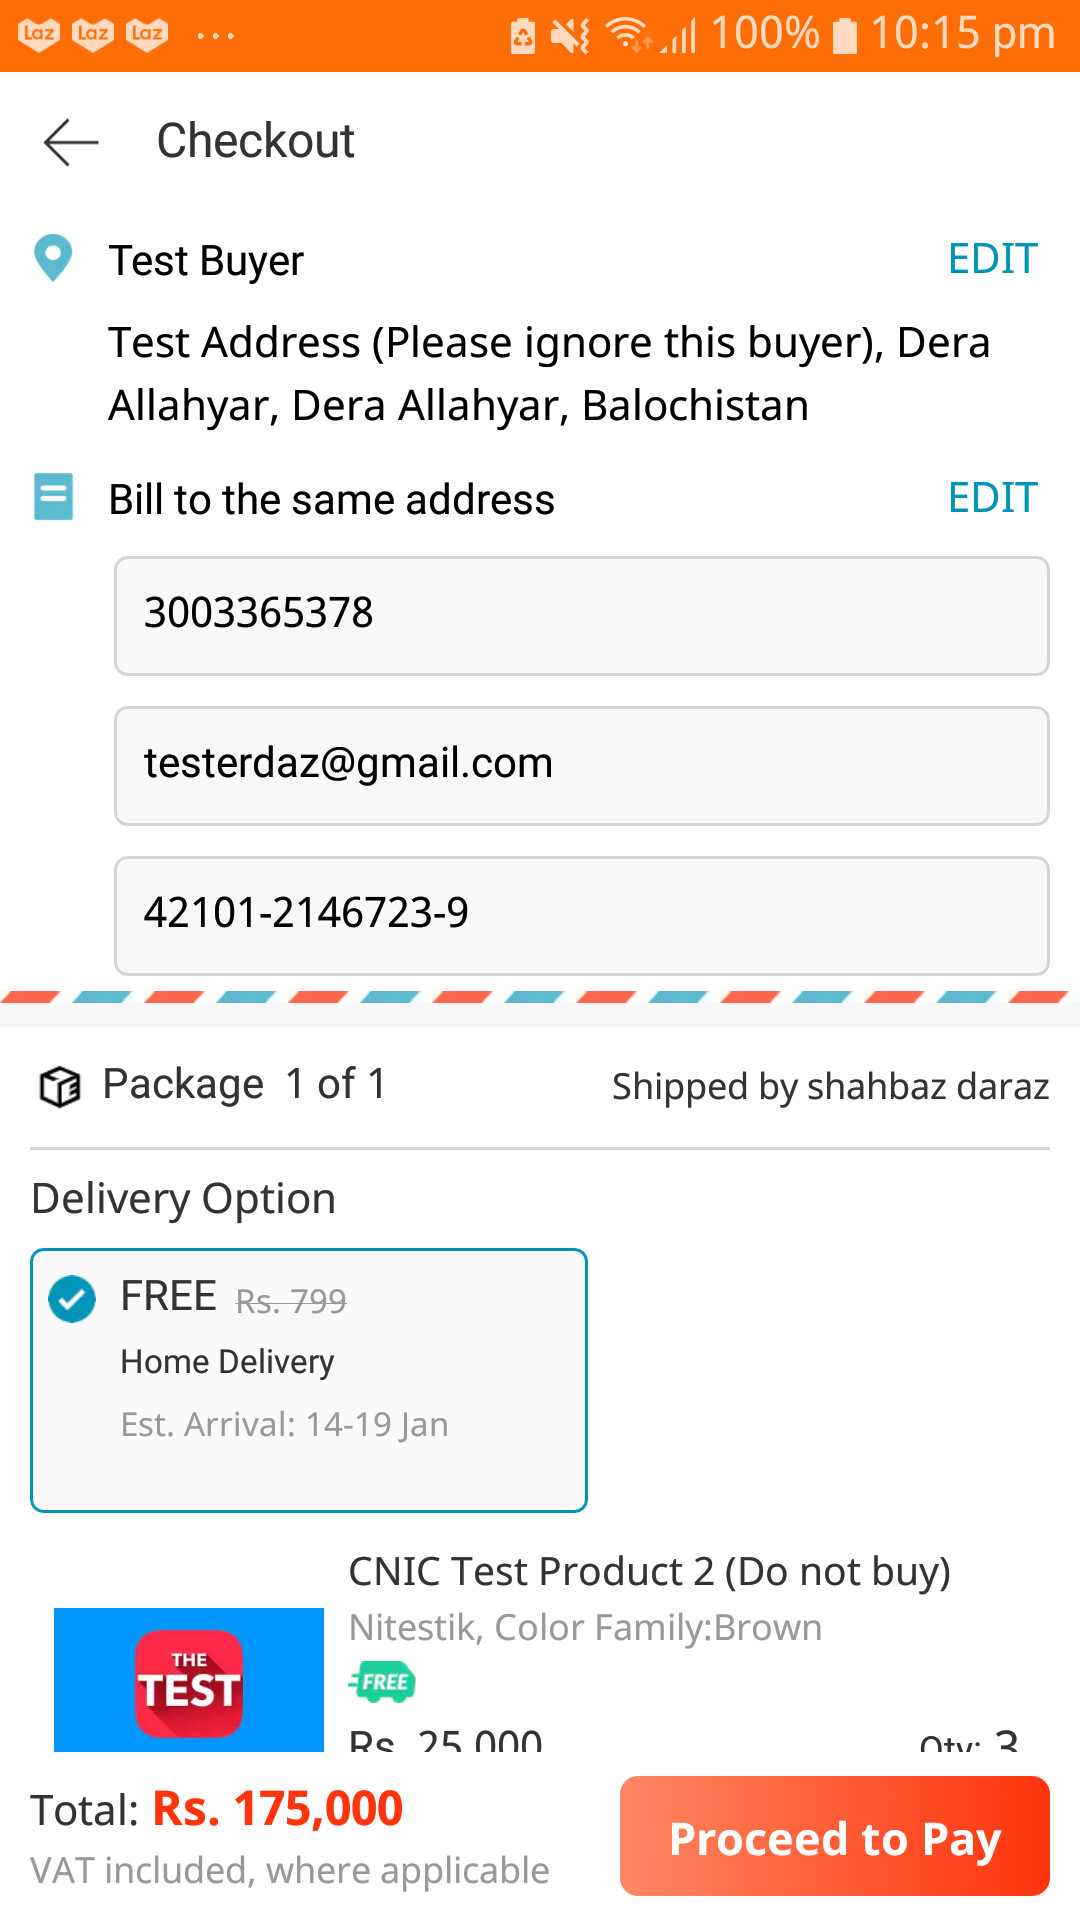 Laz Laz Laz ... 100% 10:15 pm
Checkout
Test Buyer EDIT
Test Address (Please ignore this buyer), Dera
Allahyar, Dera Allahyar, Balochistan
Bill to the same address EDIT
3003365378
testerdaz@gmail.com
42101-2146723-9
Package 1 of 1 Shipped by shahbaz daraz
Delivery Option
FREE Rs. 799
Home Delivery
Est. Arrival: 14-19 Jan
CNIC Test Product 2 (Do not buy)
Nitestik, Color Family:Brown
THE
TEST
FREE
Rs. 25,000 Qty: 3
Total: Rs. 175,000
VAT included, where applicable
Proceed to Pay